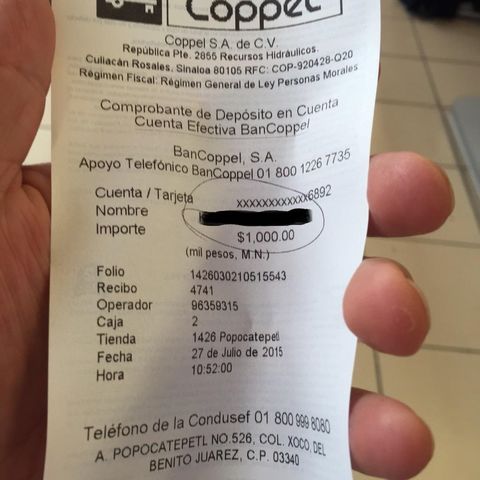 Coppel
Coppel S.A. de C.V.
República Pte. 2855 Recursos Hidráulicos.
Culiacán Rosales, Sinaloa 80105 RFC: COP-920428-Q20
Régimen Fiscal: Régimen General de Ley Personas Morales
Comprobante de Depósito en Cuenta
Cuenta Efectiva BanCoppel
BanCoppel, S.A.
Apoyo Telefónico BanCoppel 01 800 1226 7735
Cuenta / Tarjeta xxxxxxxxxxxx6892
Nombre
Importe $1,000.00
(mil pesos, M.N.)
Folio 1426030210515543
Recibo 4741
Operador 96359315
Caja 2
Tienda 1426 Popocatepetl
Fecha 27 de Julio de 2015
Hora 10:52:00
Teléfono de la Condusef 01 800 999 8080
A. POPOCATEPETL NO.526, COL. XOCO, DEL
BENITO JUAREZ, C.P. 03340